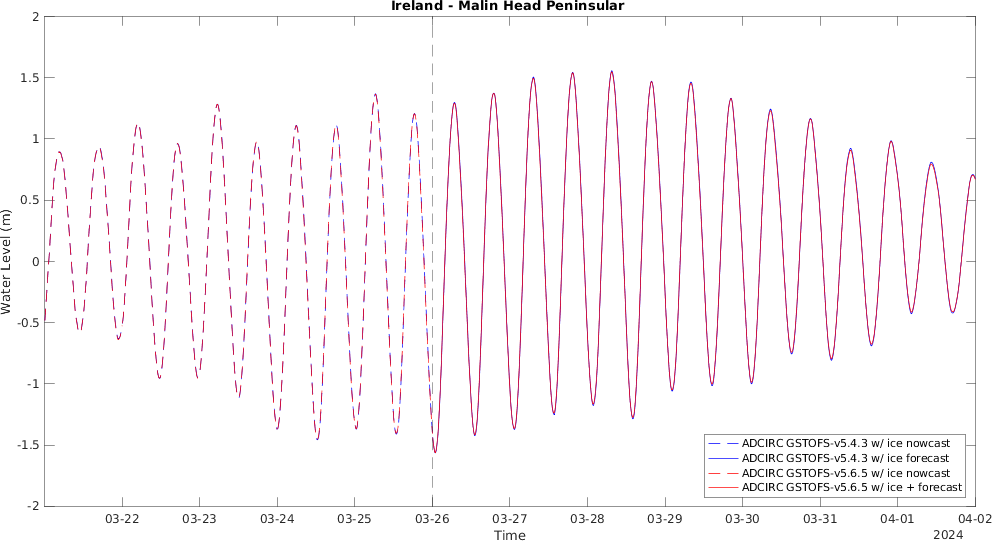 Ireland - Malin Head Peninsular
2
1.5
1
0.5
0
-0.5
-1
-1.5
-2
Water Level (m)
ADCIRC GSTOFS-v5.4.3 w/ ice nowcast
ADCIRC GSTOFS-v5.4.3 w/ ice forecast
ADCIRC GSTOFS-v5.6.5 w/ ice nowcast
ADCIRC GSTOFS-v5.6.5 w/ ice + forecast
03-22 03-23 03-24 03-25 03-26 03-27 03-28 03-29 03-30 03-31 04-01 04-02
Time
2024